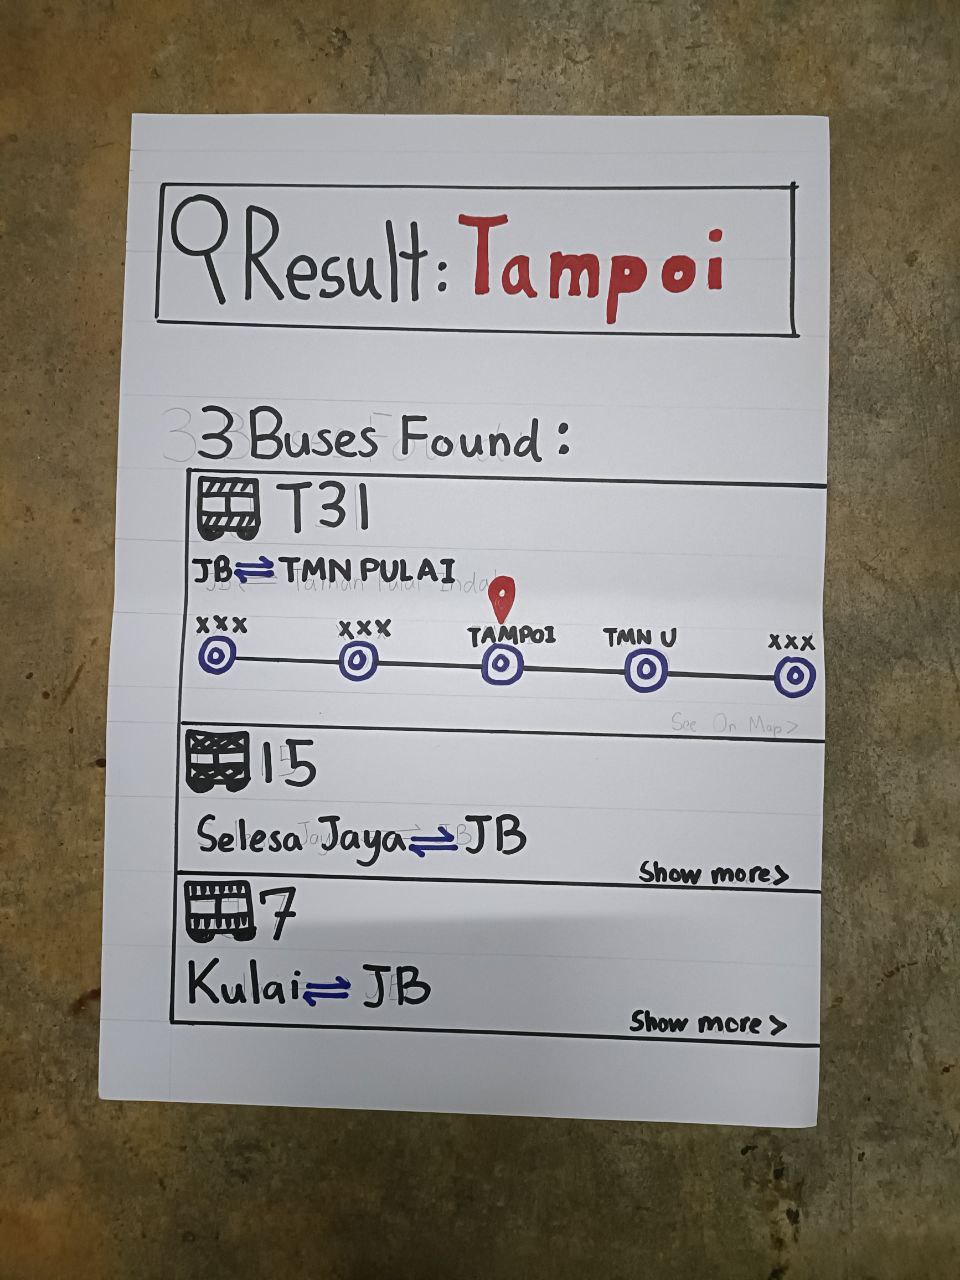 Result: Tampoi
3 Buses Found:
T31
JB ⇌ TMN PULAI
xxx xxx TAMPOI TMN U xxx
See On Map>
15
Selesa Jaya ⇌ JB
Show more>
7
Kulai ⇌ JB
Show more>